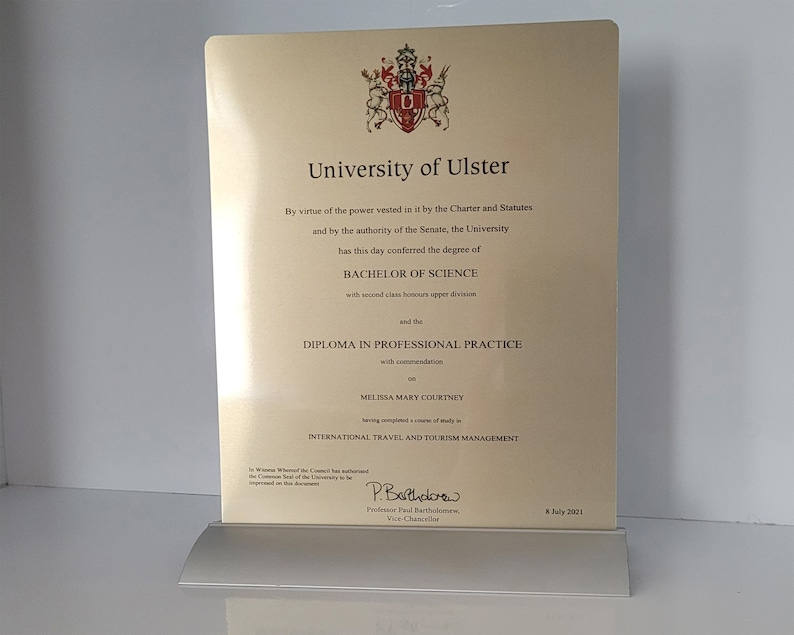 University of Ulster
By virtue of the power vested in it by the Charter and Statutes
and by the authority of the Senate, the University
has this day conferred the degree of
BACHELOR OF SCIENCE
with second class honours upper division
and the
DIPLOMA IN PROFESSIONAL PRACTICE
with commendation
on
MELISSA MARY COURTNEY
having completed a course of study in
INTERNATIONAL TRAVEL AND TOURISM MANAGEMENT
In Witness Whereof the Council has authorised
the Common Seal of the University to be
impressed on this document
P. Bartholomew
Professor Paul Bartholomew,
Vice-Chancellor
8 July 2021